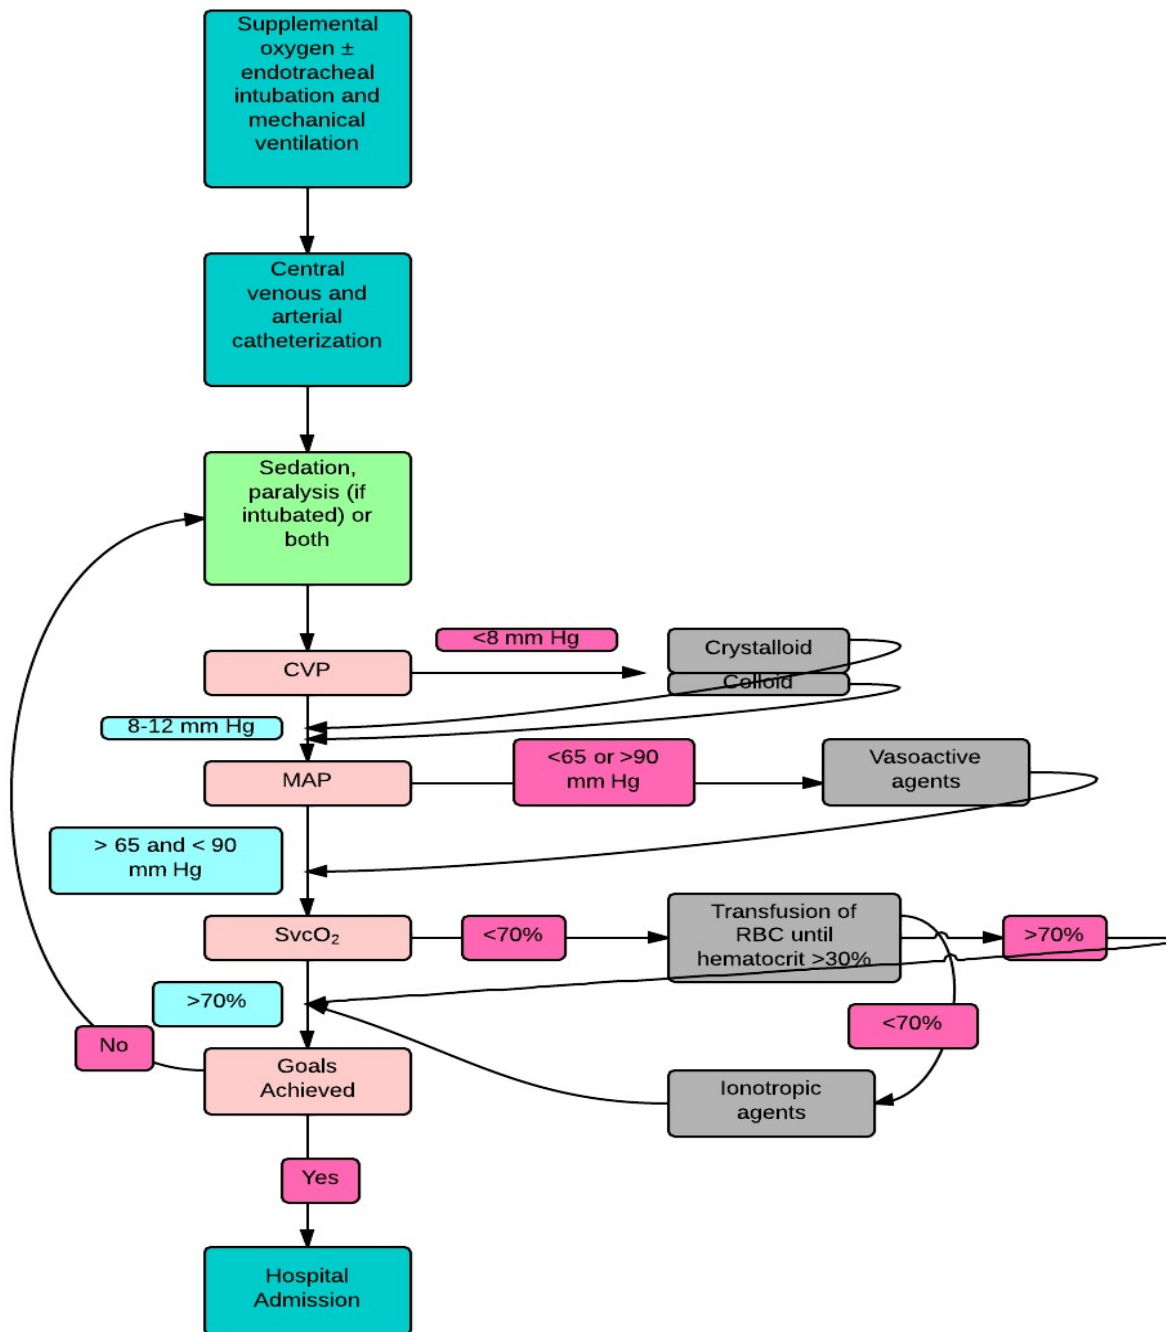 Supplemental
oxygen ±
endotracheal
intubation and
mechanical
ventilation
Central
venous and
arterial
catheterization
Sedation,
paralysis (if
intubated) or
both
<8 mm Hg
Crystalloid
CVP
Colloid
8-12 mm Hg
MAP
<65 or >90
mm Hg
Vasoactive
agents
> 65 and < 90
mm Hg
SvcO₂
<70%
Transfusion of
RBC until
hematocrit >30%
>70%
>70%
<70%
No
Goals
Achieved
Ionotropic
agents
Yes
Hospital
Admission